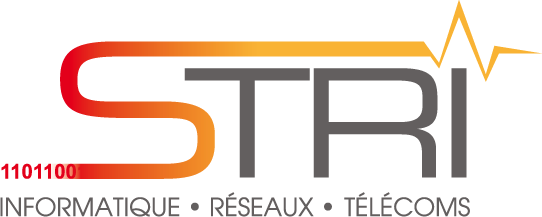 STRI
1101100
INFORMATIQUE • RÉSEAUX • TÉLÉCOMS